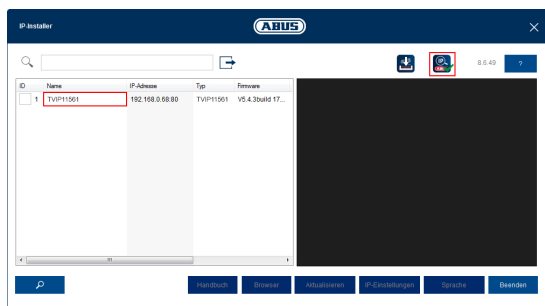 IP-Installer
ABUS
8.6.49 ?
ID Name IP-Adresse Typ Firmware
1 TVIP11561 192.168.0.68:80 TVIP11561 V5.4.3build 17...
Handbuch Browser Aktualisieren IP-Einstellungen Sprache Beenden